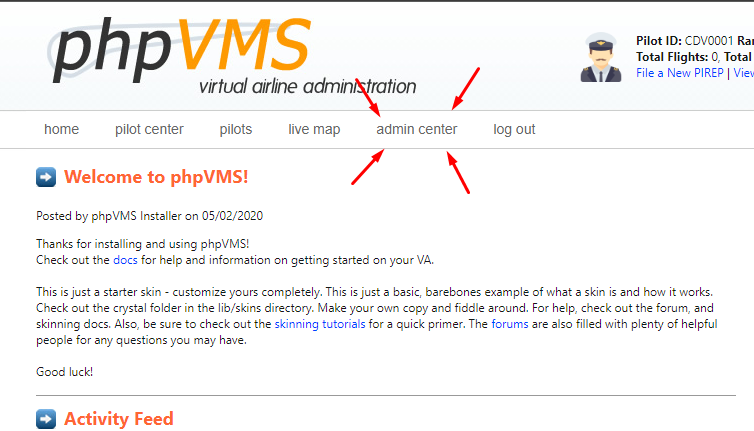 phpVMS
virtual airline administration
Pilot ID: CDV0001 Ran
Total Flights: 0, Total
File a New PIREP | View
home pilot center pilots live map admin center log out
Welcome to phpVMS!
Posted by phpVMS Installer on 05/02/2020
Thanks for installing and using phpVMS!
Check out the docs for help and information on getting started on your VA.
This is just a starter skin - customize yours completely. This is just a basic, barebones example of what a skin is and how it works.
Check out the crystal folder in the lib/skins directory. Make your own copy and fiddle around. For help, check out the forum, and
skinning docs. Also, be sure to check out the skinning tutorials for a quick primer. The forums are also filled with plenty of helpful
people for any questions you may have.
Good luck!
Activity Feed